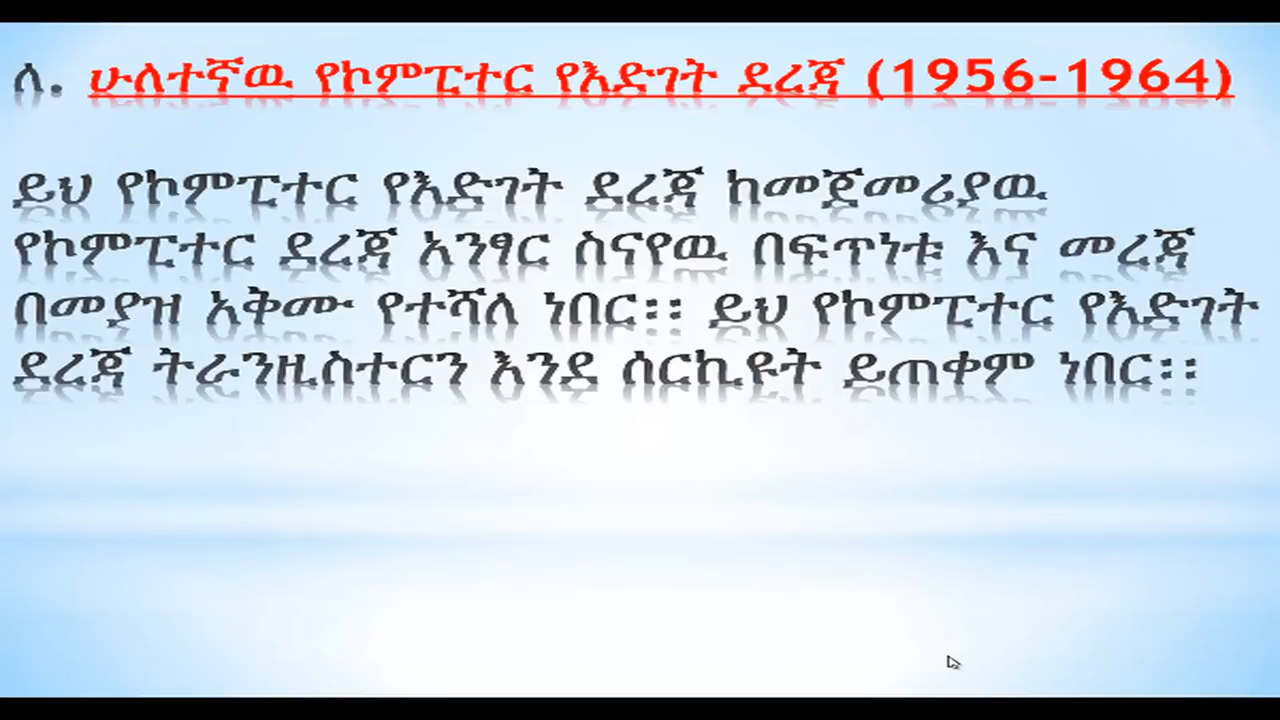 ለ. ሁለተኛዉ የኮምፒተር የእድገት ደረጃ (1956-1964)
ይህ የኮምፒተር የእድገት ደረጃ ከመጀመሪያዉ
የኮምፒተር ደረጃ አንፃር ስናየዉ በፍጥነቱ እና መረጃ
በመያዝ አቅሙ የተሻለ ነበር፡፡ ይህ የኮምፒተር የእድገት
ደረጃ ትራንዚስተርን እንደ ሰርኪዩት ይጠቀም ነበር፡፡